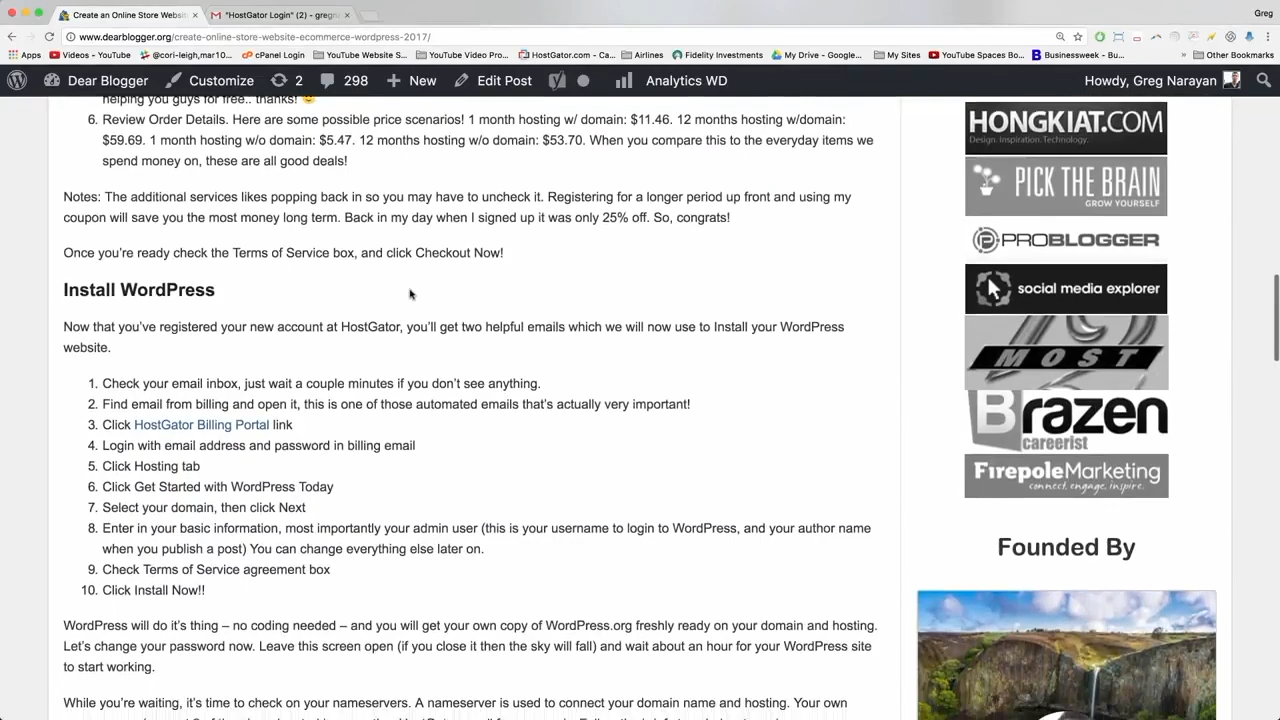 Create an Online Store Websit
"HostGator Login" (2) - gregna
Greg
www.dearblogger.org/create-online-store-website-ecommerce-wordpress-2017/
Apps
Videos - YouTube
@cori-leigh,mar10...
cPanel Login
YouTube Website S...
YouTube Video Pro...
HostGator.com - Ca...
Airlines
Fidelity Investments
My Drive - Google...
My Sites
YouTube Spaces Bo...
Businessweek - Bu...
Other Bookmarks
Dear Blogger
Customize
2
298
New
Edit Post
Analytics WD
Howdy, Greg Narayan
helping you guys for free.. thanks!
6. Review Order Details. Here are some possible price scenarios! 1 month hosting w/ domain: $11.46. 12 months hosting w/domain:
$59.69. 1 month hosting w/o domain: $5.47. 12 months hosting w/o domain: $53.70. When you compare this to the everyday items we
spend money on, these are all good deals!
Notes: The additional services likes popping back in so you may have to uncheck it. Registering for a longer period up front and using my
coupon will save you the most money long term. Back in my day when I signed up it was only 25% off. So, congrats!
Once you're ready check the Terms of Service box, and click Checkout Now!
Install WordPress
Now that you've registered your new account at HostGator, you'll get two helpful emails which we will now use to Install your WordPress
website.
1. Check your email inbox, just wait a couple minutes if you don't see anything.
2. Find email from billing and open it, this is one of those automated emails that's actually very important!
3. Click HostGator Billing Portal link
4. Login with email address and password in billing email
5. Click Hosting tab
6. Click Get Started with WordPress Today
7. Select your domain, then click Next
8. Enter in your basic information, most importantly your admin user (this is your username to login to WordPress, and your author name
when you publish a post) You can change everything else later on.
9. Check Terms of Service agreement box
10. Click Install Now!!
WordPress will do it's thing – no coding needed – and you will get your own copy of WordPress.org freshly ready on your domain and hosting.
Let's change your password now. Leave this screen open (if you close it then the sky will fall) and wait about an hour for your WordPress site
to start working.
While you're waiting, it's time to check on your nameservers. A nameserver is used to connect your domain name and hosting. Your own
HONGKIAT.COM
Design. Inspiration. Technology.
PICK THE BRAIN
GROW YOURSELF
PROBLOGGER
social media explorer
MOST
Brazen
careerist
FirepoleMarketing
connect. engage. inspire.
Founded By